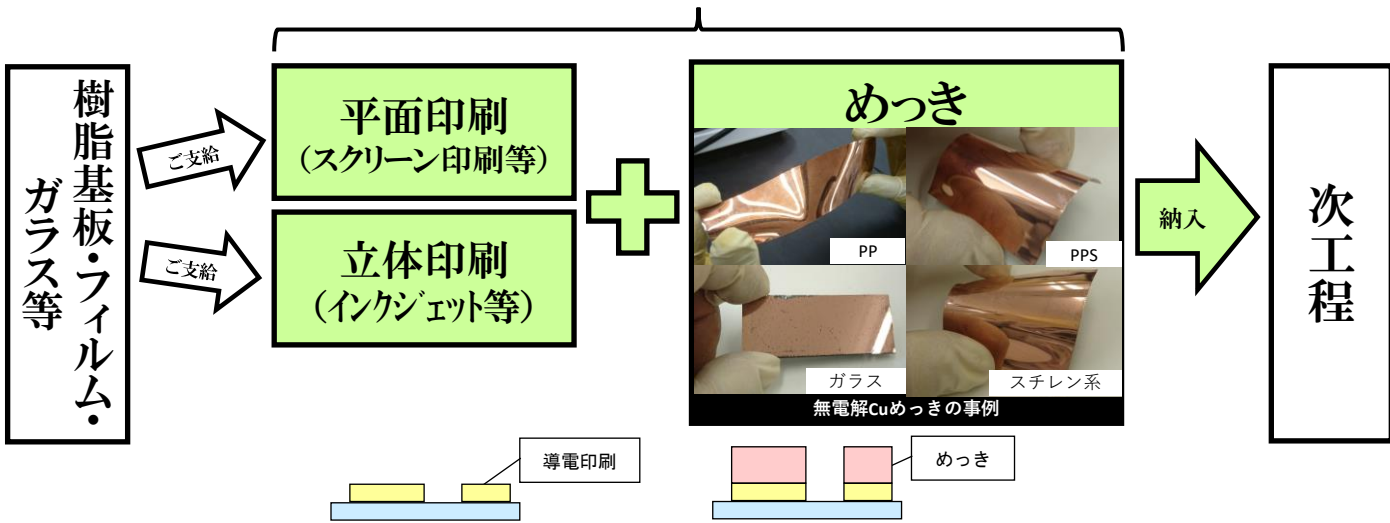 樹脂基板・フィルム・
ガラス等
ご支給
ご支給
平面印刷
(スクリーン印刷等)
立体印刷
(インクジェット等)
めっき
PP
PPS
ガラス
スチレン系
無電解Cuめっきの事例
納入
次工程
導電印刷
めっき